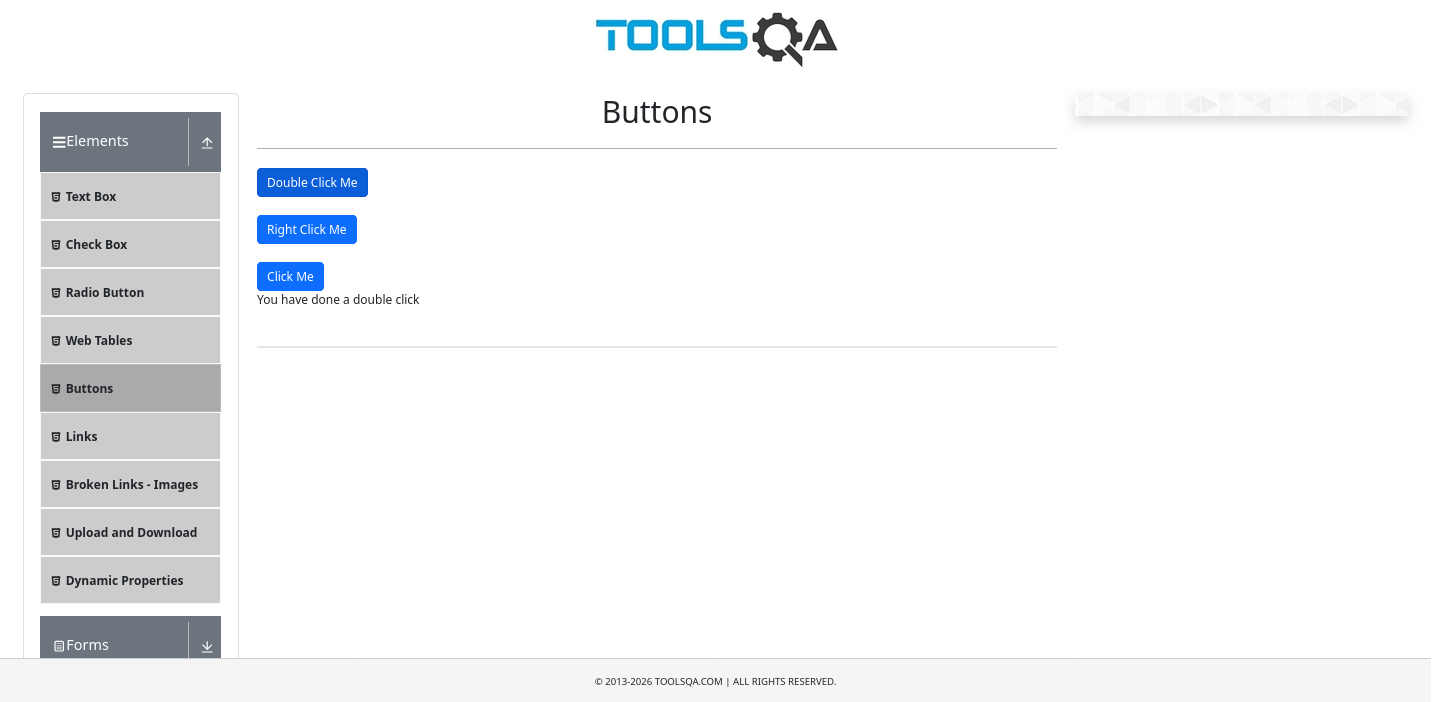 TOOLSQA
Elements
Text Box
Check Box
Radio Button
Web Tables
Buttons
Links
Broken Links - Images
Upload and Download
Dynamic Properties
Forms
Buttons
Double Click Me
Right Click Me
Click Me
You have done a double click
© 2013-2026 TOOLSQA.COM | ALL RIGHTS RESERVED.